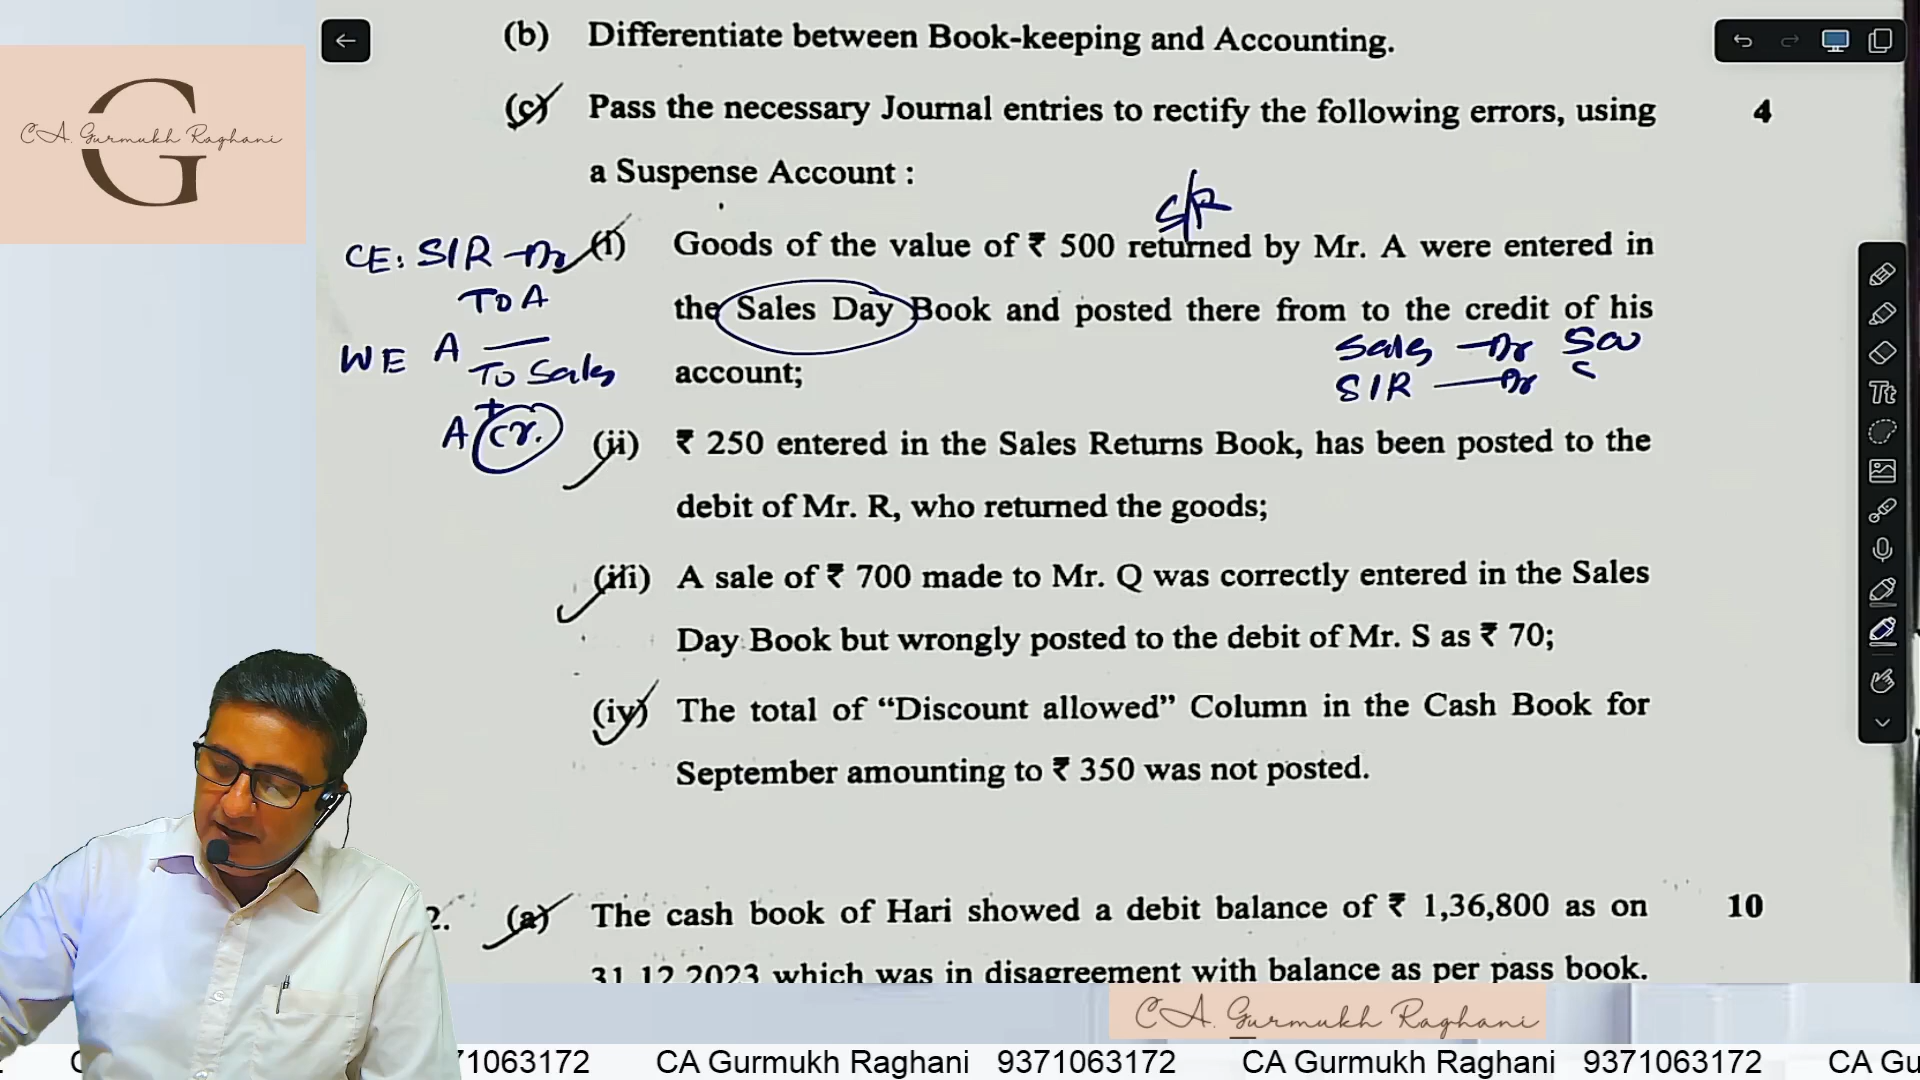 (b) Differentiate between Book-keeping and Accounting.
(c) Pass the necessary Journal entries to rectify the following errors, using 4
a Suspense Account :
S/R
CE: S/R Dr (i) Goods of the value of ₹ 500 returned by Mr. A were entered in
To A the Sales Day Book and posted there from to the credit of his
WE A
To Sales account;
Sales Dr 500
S/R Dr
A Cr. (ii) ₹ 250 entered in the Sales Returns Book, has been posted to the
debit of Mr. R, who returned the goods;
(iii) A sale of ₹ 700 made to Mr. Q was correctly entered in the Sales
Day Book but wrongly posted to the debit of Mr. S as ₹ 70;
(iv) The total of “Discount allowed” Column in the Cash Book for
September amounting to ₹ 350 was not posted.
2. (a) The cash book of Hari showed a debit balance of ₹ 1,36,800 as on 10
31.12.2023 which was in disagreement with balance as per pass book.
G
CA. Gurmukh Raghani
Tt
CA. Gurmukh Raghani
71063172 CA Gurmukh Raghani 9371063172 CA Gurmukh Raghani 9371063172 CA Gu